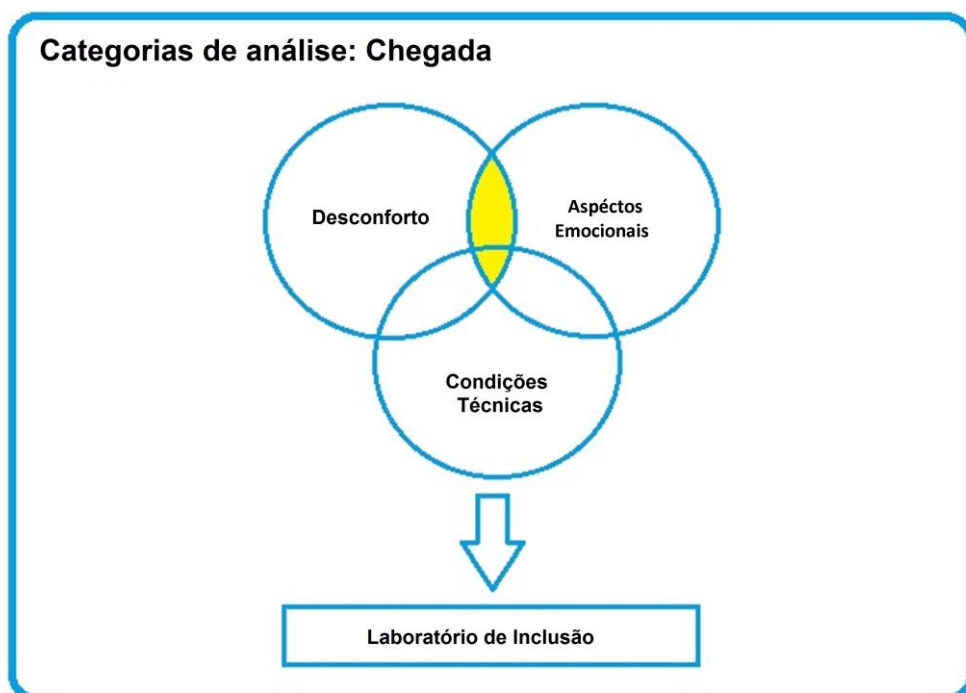 Categorias de análise: Chegada
Desconforto
Aspéctos
Emocionais
Condições
Técnicas
Laboratório de Inclusão